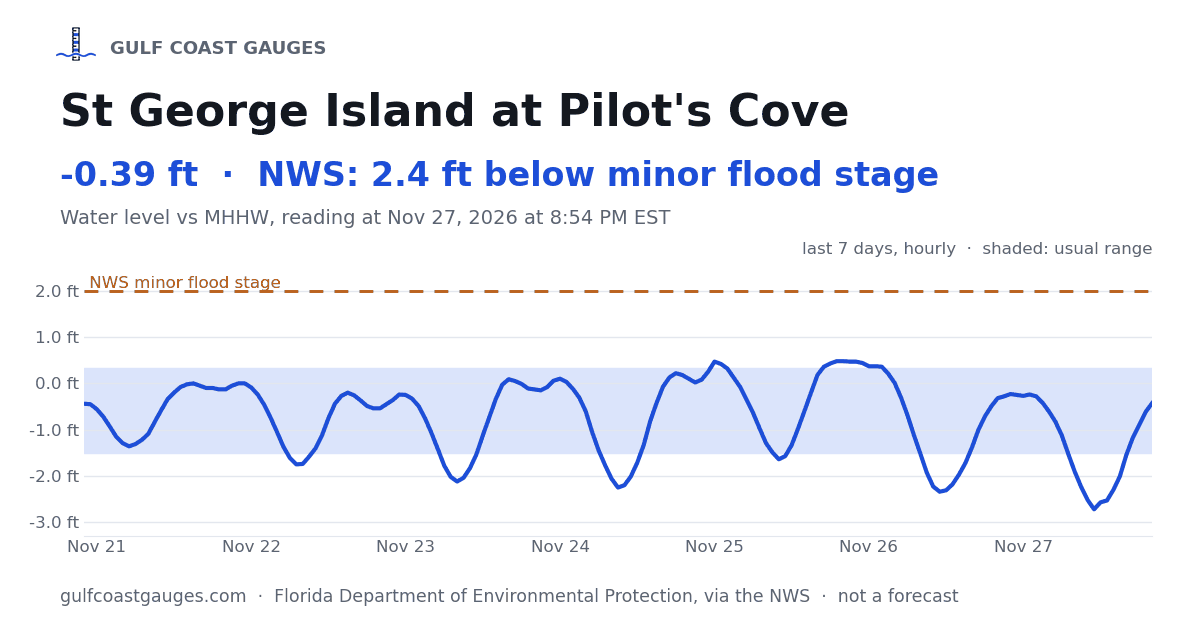 GULF COAST GAUGES
St George Island at Pilot's Cove
-0.39 ft · NWS: 2.4 ft below minor flood stage
Water level vs MHHW, reading at Nov 27, 2026 at 8:54 PM EST
last 7 days, hourly · shaded: usual range
NWS minor flood stage
2.0 ft
1.0 ft
0.0 ft
-1.0 ft
-2.0 ft
-3.0 ft
Nov 21 Nov 22 Nov 23 Nov 24 Nov 25 Nov 26 Nov 27
gulfcoastgauges.com · Florida Department of Environmental Protection, via the NWS · not a forecast